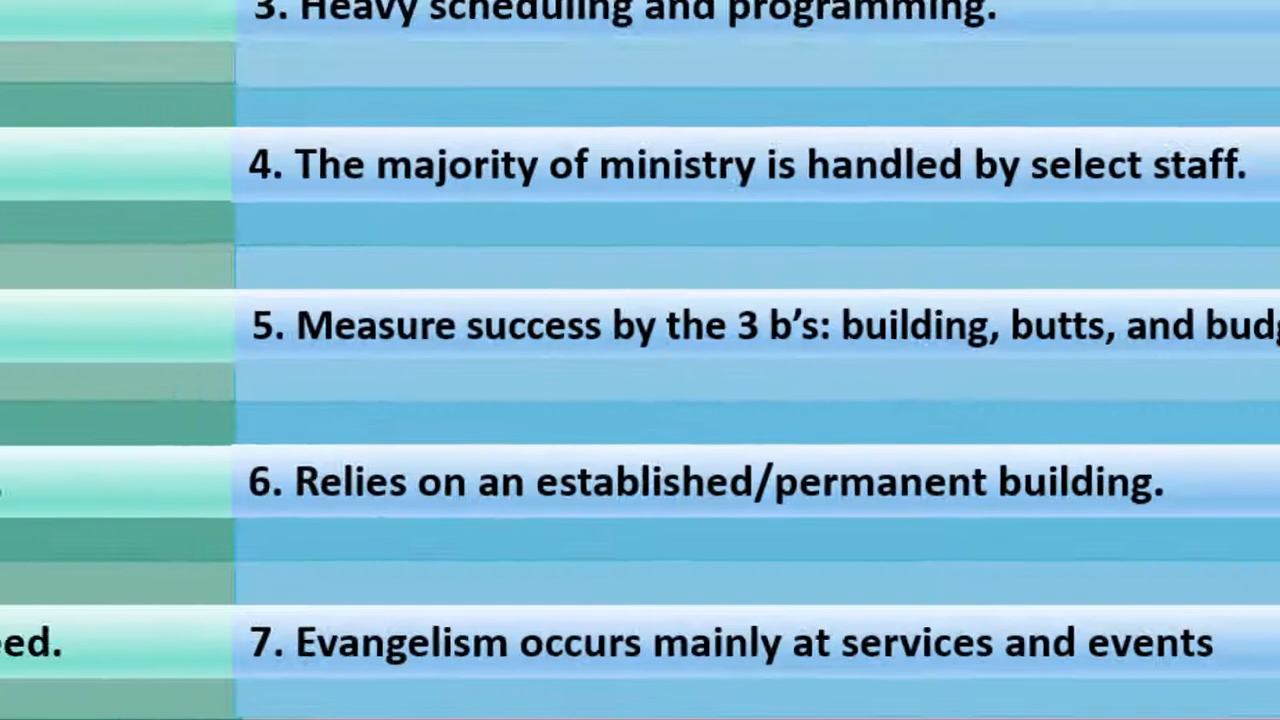 3. Heavy scheduling and programming.
4. The majority of ministry is handled by select staff.
5. Measure success by the 3 b’s: building, butts, and
6. Relies on an established/permanent building.
7. Evangelism occurs mainly at services and events